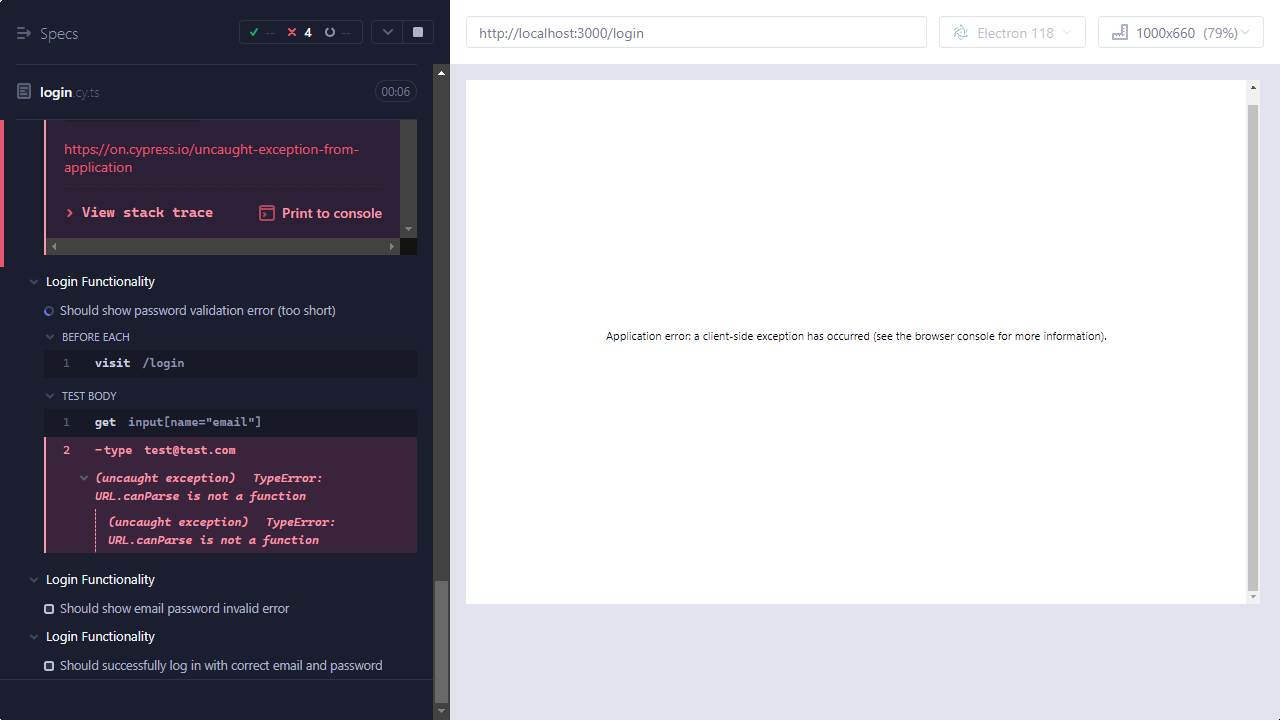 Specs
-- 4 --
login.cy.ts
00:06
https://on.cypress.io/uncaught-exception-from-
application
View stack trace
Print to console
Login Functionality
Should show password validation error (too short)
BEFORE EACH
1 visit /login
TEST BODY
1 get input[name="email"]
2 -type test@test.com
(uncaught exception) TypeError:
URL.canParse is not a function
(uncaught exception) TypeError:
URL.canParse is not a function
Login Functionality
Should show email password invalid error
Login Functionality
Should successfully log in with correct email and password
http://localhost:3000/login
Electron 118
1000x660 (79%)
Application error: a client-side exception has occurred (see the browser console for more information).